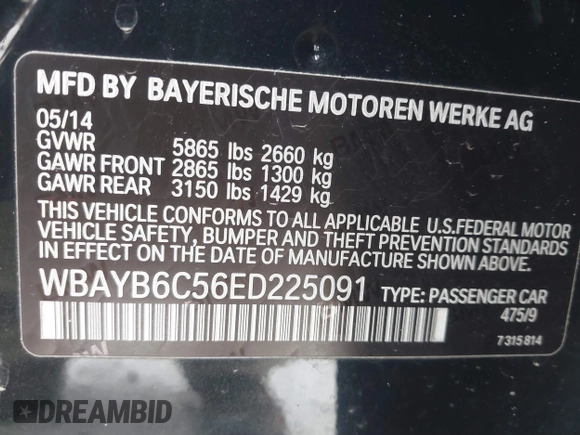 MFD BY BAYERISCHE MOTOREN WERKE AG
05/14
GVWR 5865 lbs 2660 kg
GAWR FRONT 2865 lbs 1300 kg
GAWR REAR 3150 lbs 1429 kg
THIS VEHICLE CONFORMS TO ALL APPLICABLE U.S.FEDERAL MOTOR
VEHICLE SAFETY, BUMPER AND THEFT PREVENTION STANDARDS
IN EFFECT ON THE DATE OF MANUFACTURE SHOWN ABOVE.
WBAYB6C56ED225091 TYPE: PASSENGER CAR
475/9
7 315 814
DREAMBID